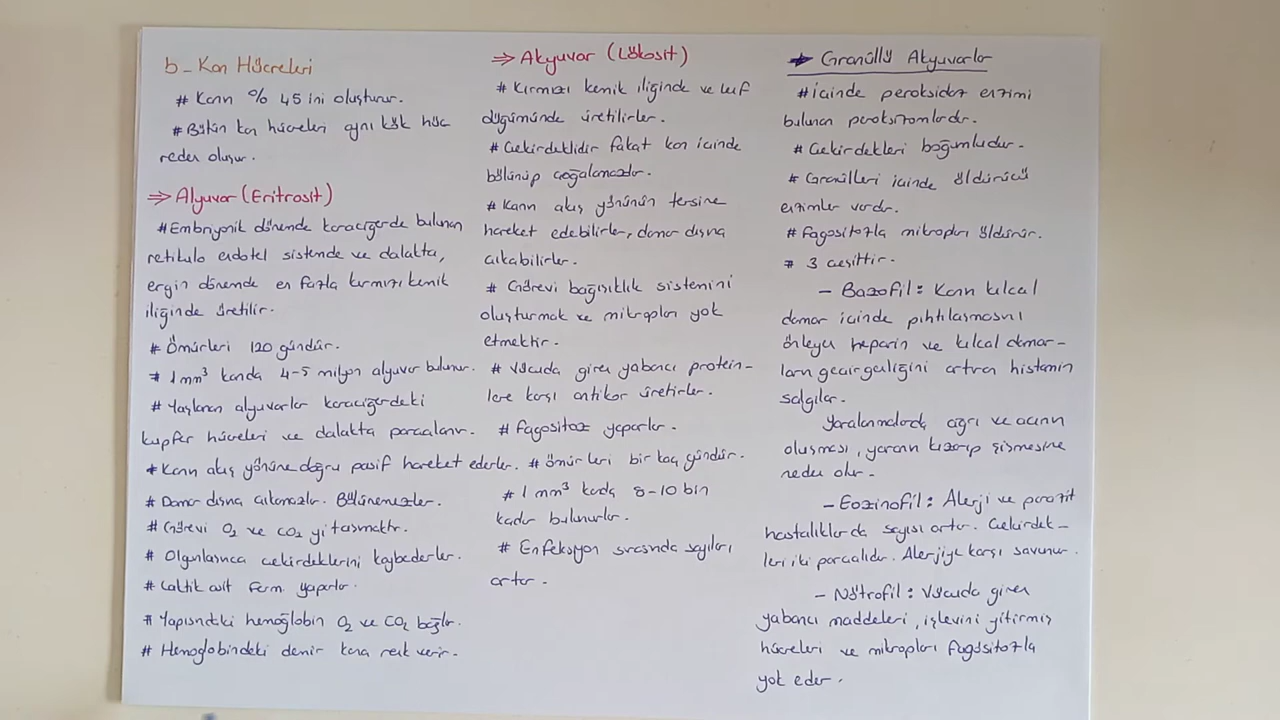 b- Kan Hücreleri
# Kanın % 45 ini oluşturur.
# Bütün kan hücreleri aynı kök hüc
reden oluşur.
⇒ Alyuvar (Eritrosit)
# Embriyonik dönemde karaciğerde bulunan
retikulo endotel sistemde ve dalakta,
ergin dönemde en fazla kırmızı kemik
iliğinde üretilir.
# Ömürleri 120 gündür.
# 1 mm³ kanda 4-5 milyon alyuvar bulunur.
# Yaşlanan alyuvarlar karaciğerdeki
kupfer hücreleri ve dalakta parçalanır.
# Kanın akış yönüne doğru pasif hareket ederler.
# Damar dışına çıkamazlar. Bölünemezler.
# Görevi O₂ ve CO₂ yi taşımaktır.
# Olgunlaşınca çekirdeklerini kaybederler.
# Laktik asit ferm. yaparlar.
# Yapısındaki hemoğlobin O₂ ve CO₂ bağlar.
# Hemoglobindeki demir kana renk verir.
⇒ Akyuvar (Lökosit)
# Kırmızı kemik iliğinde ve lenf
düğümünde üretilirler.
# Çekirdeklidir fakat kan içinde
bölünüp çoğalamazlar.
# Kanın akış yönünün tersine
hareket edebilirler, damar dışına
çıkabilirler.
# Görevi bağışıklık sistemini
oluşturmak ve mikropları yok
etmektir.
# Vücuda giren yabancı protein-
lere karşı antikor üretirler.
# Fagositoz yaparlar.
# Ömürleri bir kaç gündür.
# 1 mm³ kanda 8-10 bin
kadar bulunurlar.
# Enfeksiyon sırasında sayıları
artar.
→ Granüllü Akyuvarlar
# İçinde peroksidaz enzimi
bulunan peroksizomlardır.
# Çekirdekleri boğumludur.
# Granülleri içinde öldürücü
enzimler vardır.
# Fagositozla mikropları öldürür.
# 3 çeşittir.
- Bazofil: Kanın kılcal
damar içinde pıhtılaşmasını
önleyen heparin ve kılcal damar-
ların geçirgenliğini artıran histamin
salgılar.
Yaralanmalarda ağrı ve acının
oluşması, yaranın kızarıp şişmesine
neden olur.
- Eozinofil: Alerji ve parazit
hastalıklarda sayısı artar. Çekirdek-
leri iki parçalıdır. Alerjiye karşı savunur.
- Nötrofil: Vücuda giren
yabancı maddeleri, işlevini yitirmiş
hücreleri ve mikropları fagositozla
yok eder.